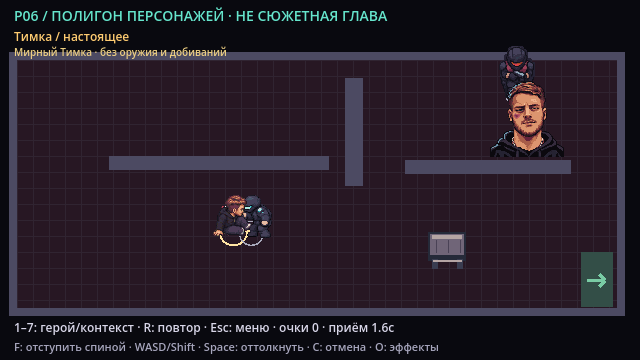 P06 / ПОЛИГОН ПЕРСОНАЖЕЙ · НЕ СЮЖЕТНАЯ ГЛАВА
Тимка / настоящее
Мирный Тимка · без оружия и добиваний
1–7: герой/контекст · R: повтор · Esc: меню · очки 0 · приём 1.6с
F: отступить спиной · WASD/Shift · Space: оттолкнуть · C: отмена · O: эффекты